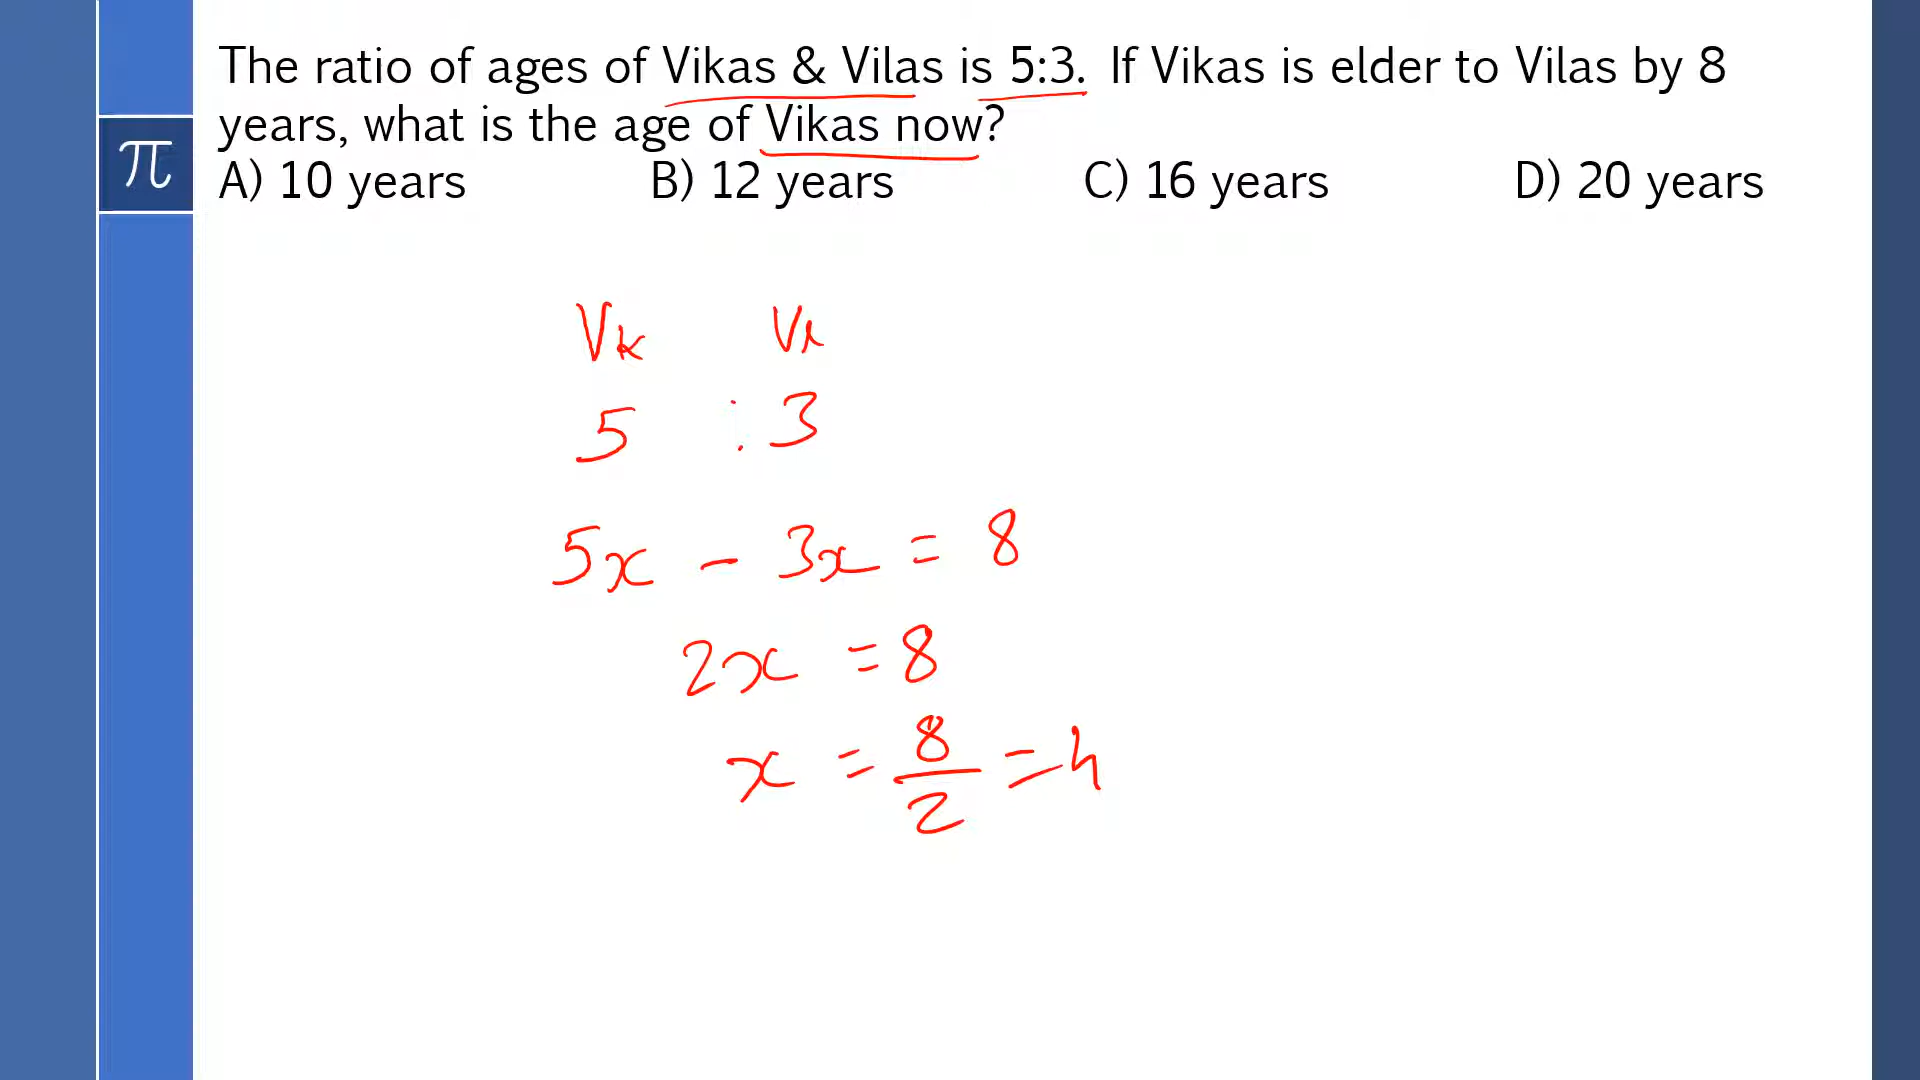 The ratio of ages of Vikas & Vilas is 5:3. If Vikas is elder to Vilas by 8
years, what is the age of Vikas now?
π
A) 10 years B) 12 years C) 16 years D) 20 years
Vk Vl
5 : 3
5x - 3x = 8
2x = 8
x = 8/2 = 4